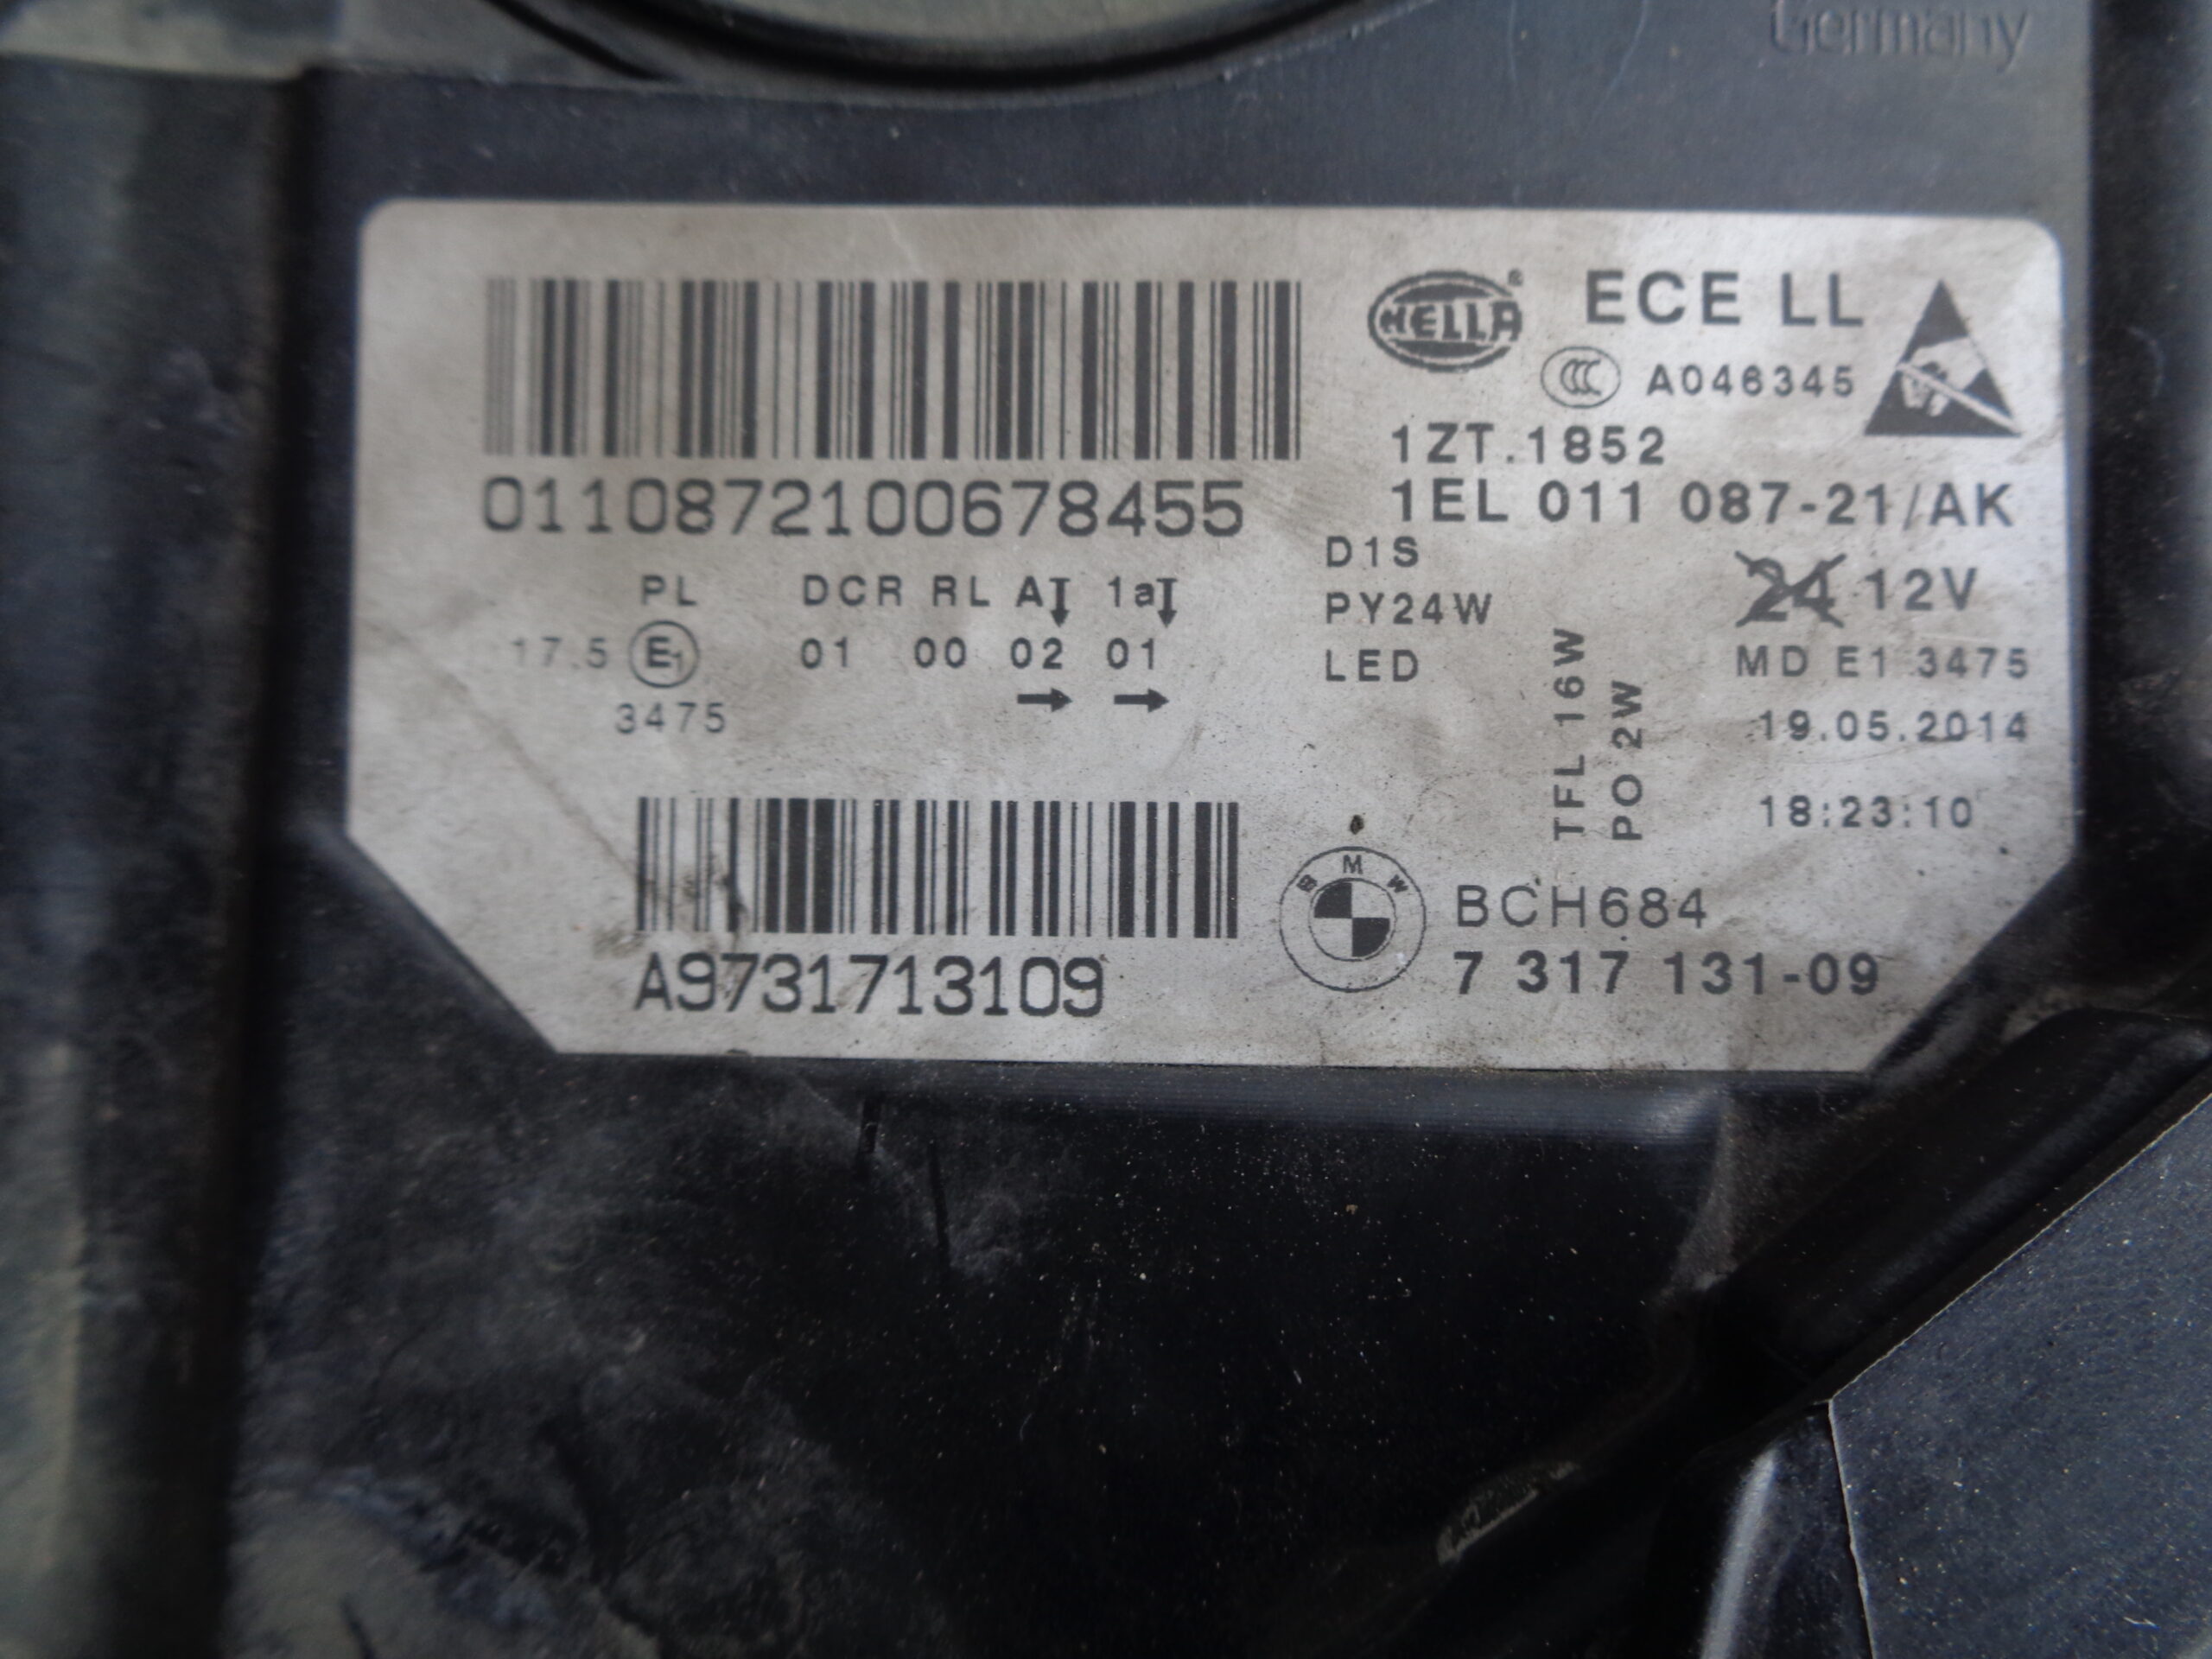 Germany
HELLA®
ECE LL
CCC A046345
1ZT.1852
0110872100678455
1EL 011 087-21/AK
D1S
PL DCR RL A 1a
PY24W
24 12V
17.5 E1 01 00 02 01
LED
MD E1 3475
3475
19.05.2014
TFL 16W
PO 2W
18:23:10
BMW
BCH684
A9731713109
7 317 131-09